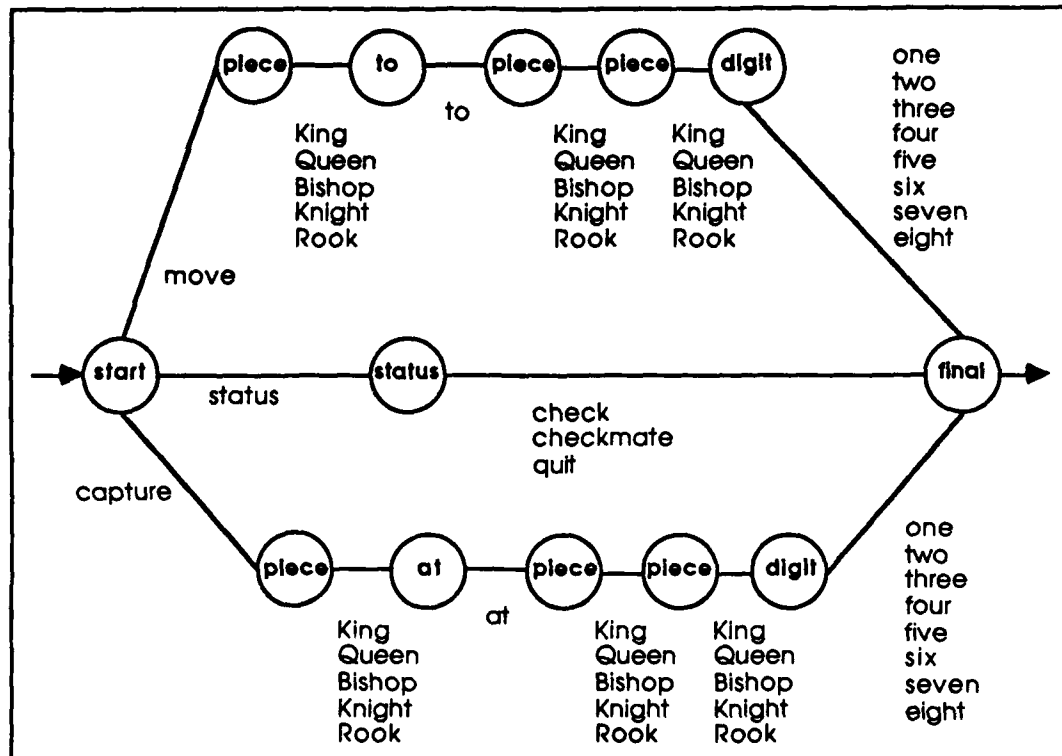 piece to piece piece digit
to
King
Queen
Bishop
Knight
Rook
King
Queen
Bishop
Knight
Rook
King
Queen
Bishop
Knight
Rook
one
two
three
four
five
six
seven
eight
move
start status final
status
check
checkmate
quit
capture
piece at piece piece digit
at
King
Queen
Bishop
Knight
Rook
King
Queen
Bishop
Knight
Rook
King
Queen
Bishop
Knight
Rook
one
two
three
four
five
six
seven
eight